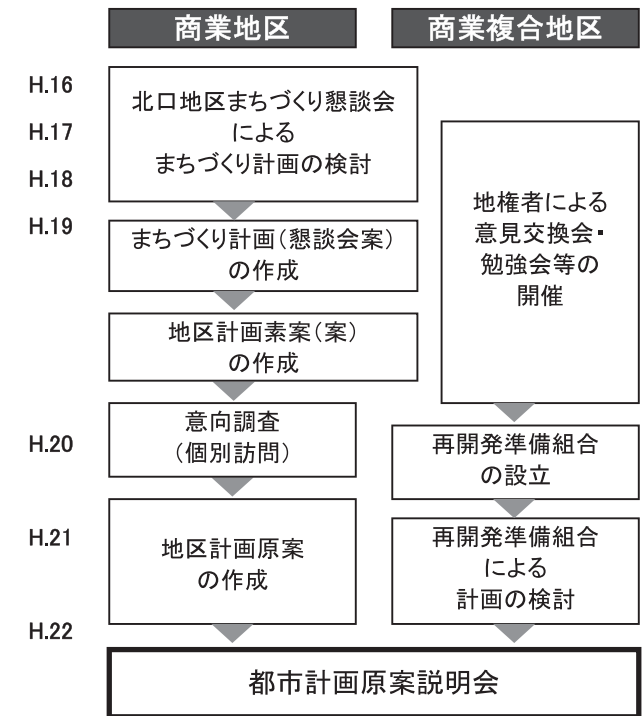 商業地区
商業複合地区
H.16
H.17
H.18
H.19
H.20
H.21
H.22
北口地区まちづくり懇談会
による
まちづくり計画の検討
まちづくり計画(懇談会案)
の作成
地区計画素案(案)
の作成
意向調査
(個別訪問)
地区計画原案
の作成
地権者による
意見交換会・
勉強会等の
開催
再開発準備組合
の設立
再開発準備組合
による
計画の検討
都市計画原案説明会